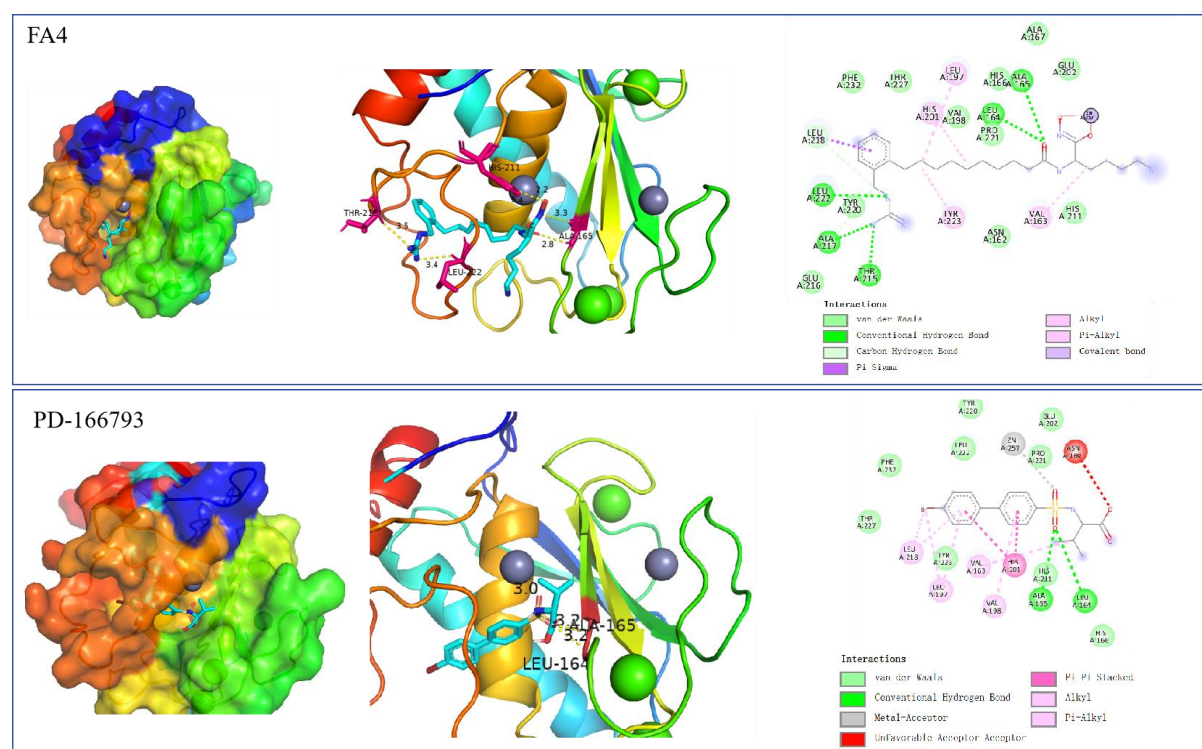 FA4
HIS-211
2.2
THR-215
3.5
3.3
ALA-165
2.8
3.4
LEU-222
ALA
A:167
LEU
A:197
HIS
A:166
ALA
A:165
GLU
A:202
PHE
A:232
THR
A:227
HIS
A:201
VAL
A:198
LEU
A:164
PRO
A:221
LEU
A:218
LEU
A:222
TYR
A:220
TYR
A:223
VAL
A:163
HIS
A:211
ASN
A:162
ALA
A:217
GLU
A:216
THR
A:215
Interactions
van der Waals
Conventional Hydrogen Bond
Carbon Hydrogen Bond
Pi Sigma
Alkyl
Pi-Alkyl
Covalent bond
PD-166793
3.0
3.2
ALA-165
3.2
LEU-164
TYR
A:220
GLU
A:202
ZN
A:257
LEU
A:222
PRO
A:221
PHE
A:232
THR
A:227
LEU
A:218
TYR
A:223
VAL
A:163
HIS
A:201
HIS
A:211
LEU
A:197
VAL
A:198
ALA
A:165
LEU
A:164
HIS
A:166
Interactions
van der Waals
Conventional Hydrogen Bond
Metal-Acceptor
Unfavorable Acceptor Acceptor
Pi Pi Stacked
Alkyl
Pi-Alkyl